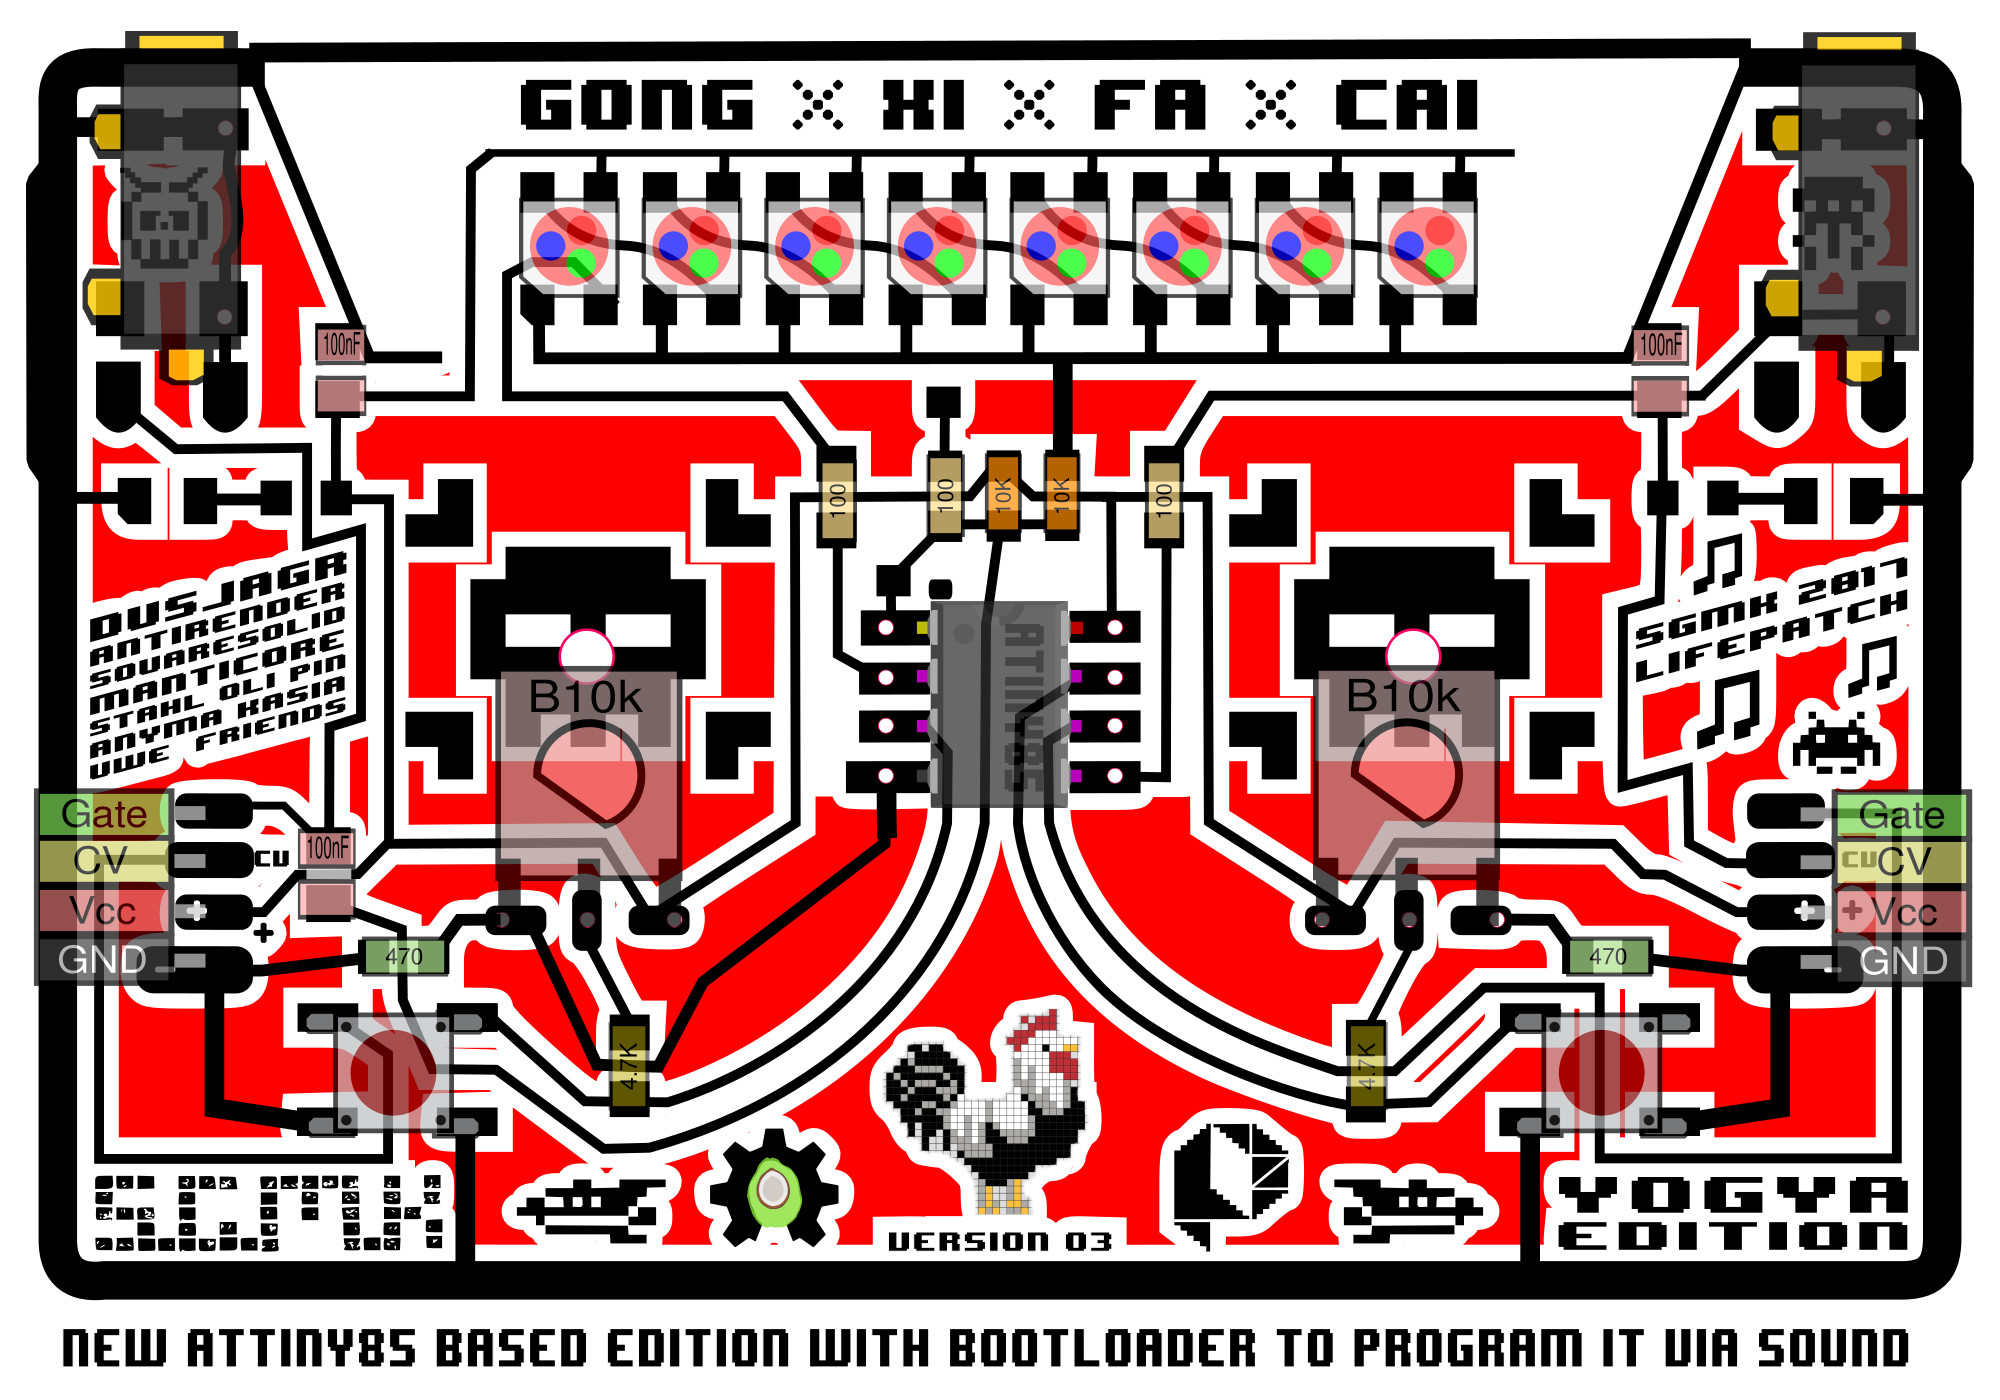 GONG X XI X FA X CAI
100nF
100nF
100
100
10K
10K
100
DUSJAGR
ANTIRENDER
SQUARESOLID
MANTICORE
STAHL OLI PIN
ANYMA KASIA
UWE FRIENDS
SGMK 2017
LIFEPATCH
ATTINY85
B10k
B10k
Gate
CV
Vcc
GND
100nF
CV
+
+
470
4.7K
Gate
CV
Vcc
GND
CV
+
+
470
4.7K
SGMK
VERSION 03
YOGYA
EDITION
NEW ATTINY85 BASED EDITION WITH BOOTLOADER TO PROGRAM IT VIA SOUND